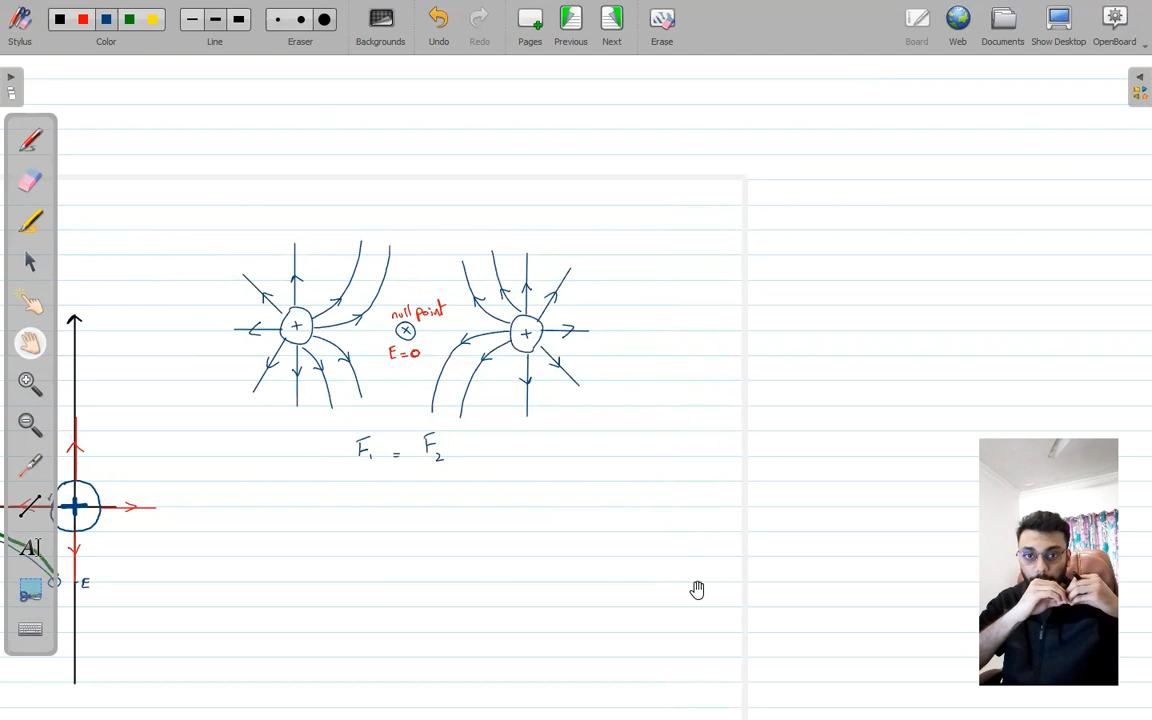 Stylus
Color
Line
Eraser
Backgrounds
Undo
Redo
Pages
Previous
Next
Erase
Board
Web
Documents
Show Desktop
OpenBoard
null point
E = 0
+
+
x
F₁ = F₂
+
A
E